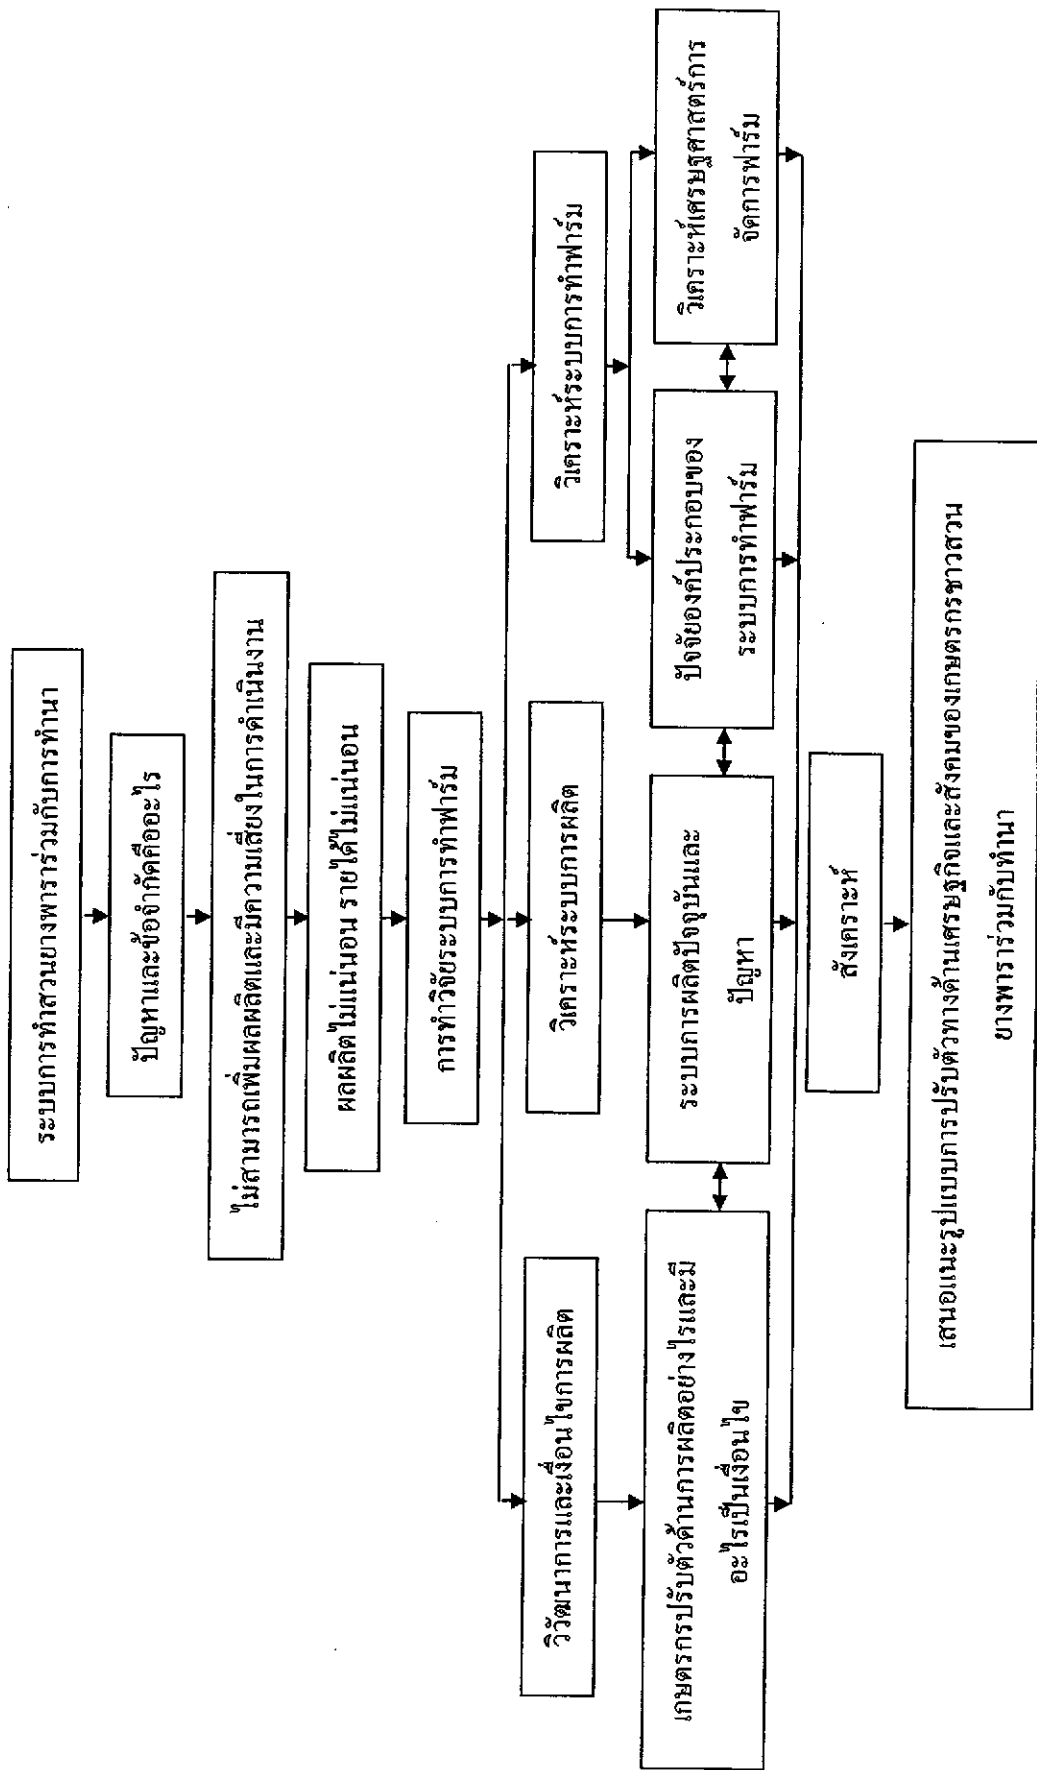 ระบบการทำสวนยางพาราร่วมกับการทำนา
ปัญหาและข้อจำกัดคืออะไร
ไม่สามารถเพิ่มผลผลิตและมีความเสี่ยงในการดำเนินงาน
ผลผลิตไม่แน่นอน รายได้ไม่แน่นอน
การทำวิจัยระบบการทำฟาร์ม
วิวัฒนาการและเงื่อนไขการผลิต
วิเคราะห์ระบบการผลิต
วิเคราะห์ระบบการทำฟาร์ม
เกษตรกรปรับตัวด้านการผลิตอย่างไรและมี
อะไรเป็นเงื่อนไข
ระบบการผลิตปัจจุบันและ
ปัญหา
ปัจจัยองค์ประกอบของ
ระบบการทำฟาร์ม
วิเคราะห์เศรษฐศาสตร์การ
จัดการฟาร์ม
สังเคราะห์
เสนอแนะรูปแบบการปรับตัวทางด้านเศรษฐกิจและสังคมของเกษตรกรชาวสวน
ยางพาราร่วมกับทำนา